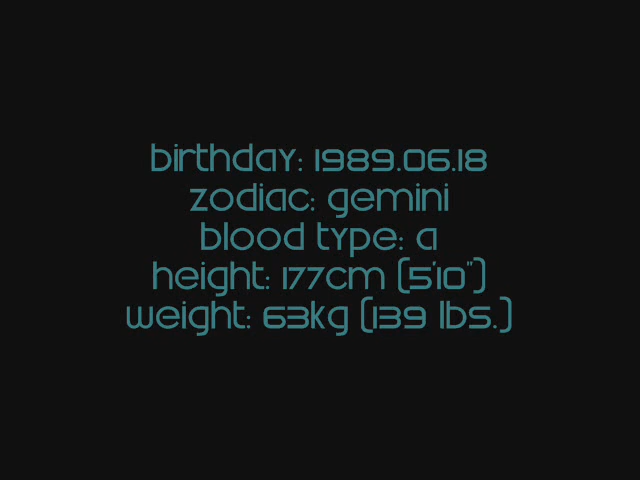 birthday: 1989.06.18
zodiac: gemini
blood type: a
height: 177cm (5'10")
weight: 63kg (139 lbs.)